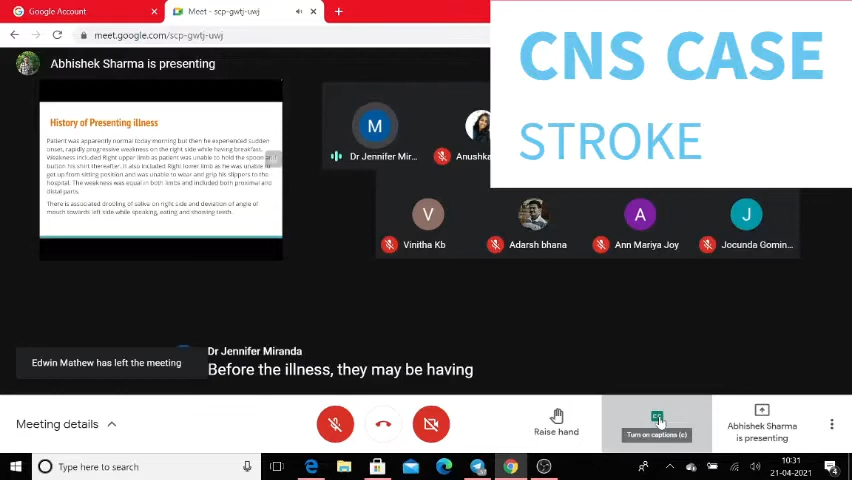 Google Account
Meet - scp-gwtj-uwj
meet.google.com/scp-gwtj-uwj
CNS CASE
STROKE
Abhishek Sharma is presenting
History of Presenting illness
Patient was apparently normal today morning but then he experienced sudden
onset, rapidly progressive weakness on the right side while having breakfast.
Weakness included Right upper limb as patient was unable to hold the spoon and
button his shirt thereafter. It also included Right lower limb as he was unable to
get up from sitting position and was unable to wear and grip his slippers to the
hospital. The weakness was equal in both limbs and included both proximal and
distal parts.
There is associated drooling of saliva on right side and deviation of angle of
mouth towards left side while speaking, eating and showing teeth.
M
Dr Jennifer Mir...
Anushka
V
Vinitha Kb
Adarsh bhana
A
Ann Mariya Joy
J
Jocunda Gomin...
Edwin Mathew has left the meeting
Dr Jennifer Miranda
Before the illness, they may be having
Meeting details
Raise hand
CC
Turn on captions (c)
Abhishek Sharma
is presenting
Type here to search
10:31
21-04-2021
4